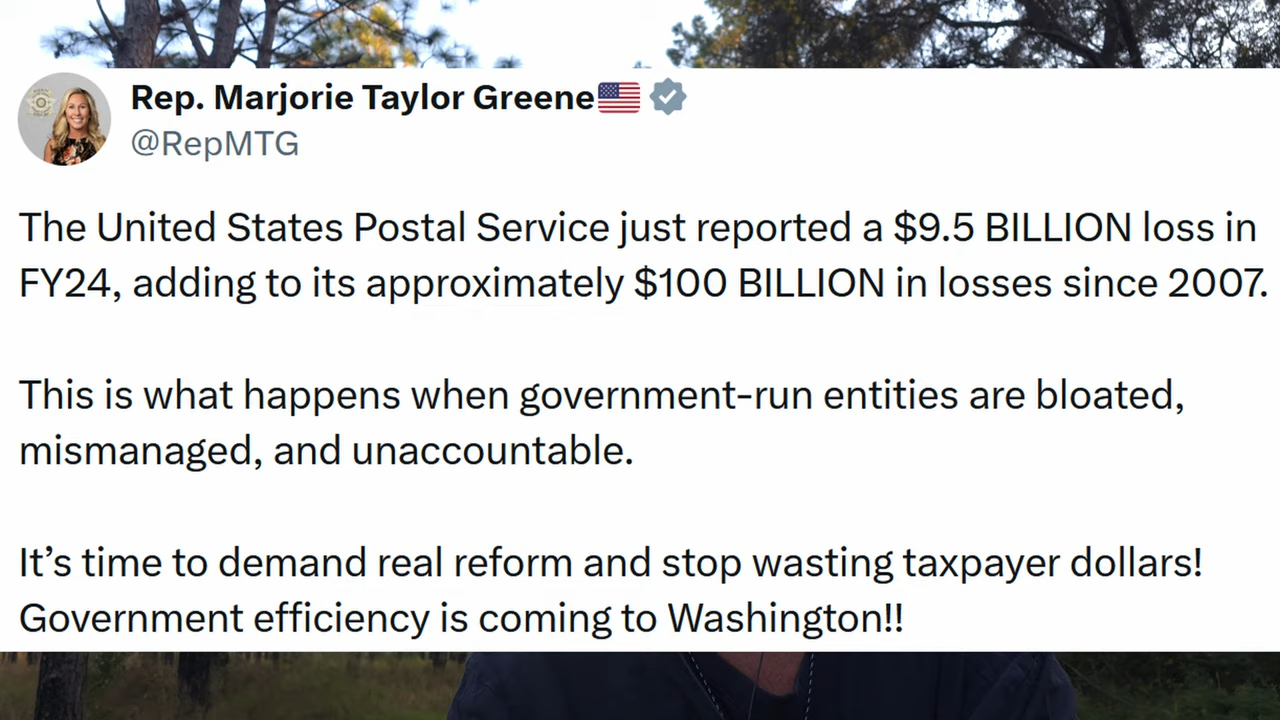 Rep. Marjorie Taylor Greene🇺🇸
@RepMTG
The United States Postal Service just reported a $9.5 BILLION loss in
FY24, adding to its approximately $100 BILLION in losses since 2007.
This is what happens when government-run entities are bloated,
mismanaged, and unaccountable.
It’s time to demand real reform and stop wasting taxpayer dollars!
Government efficiency is coming to Washington!!